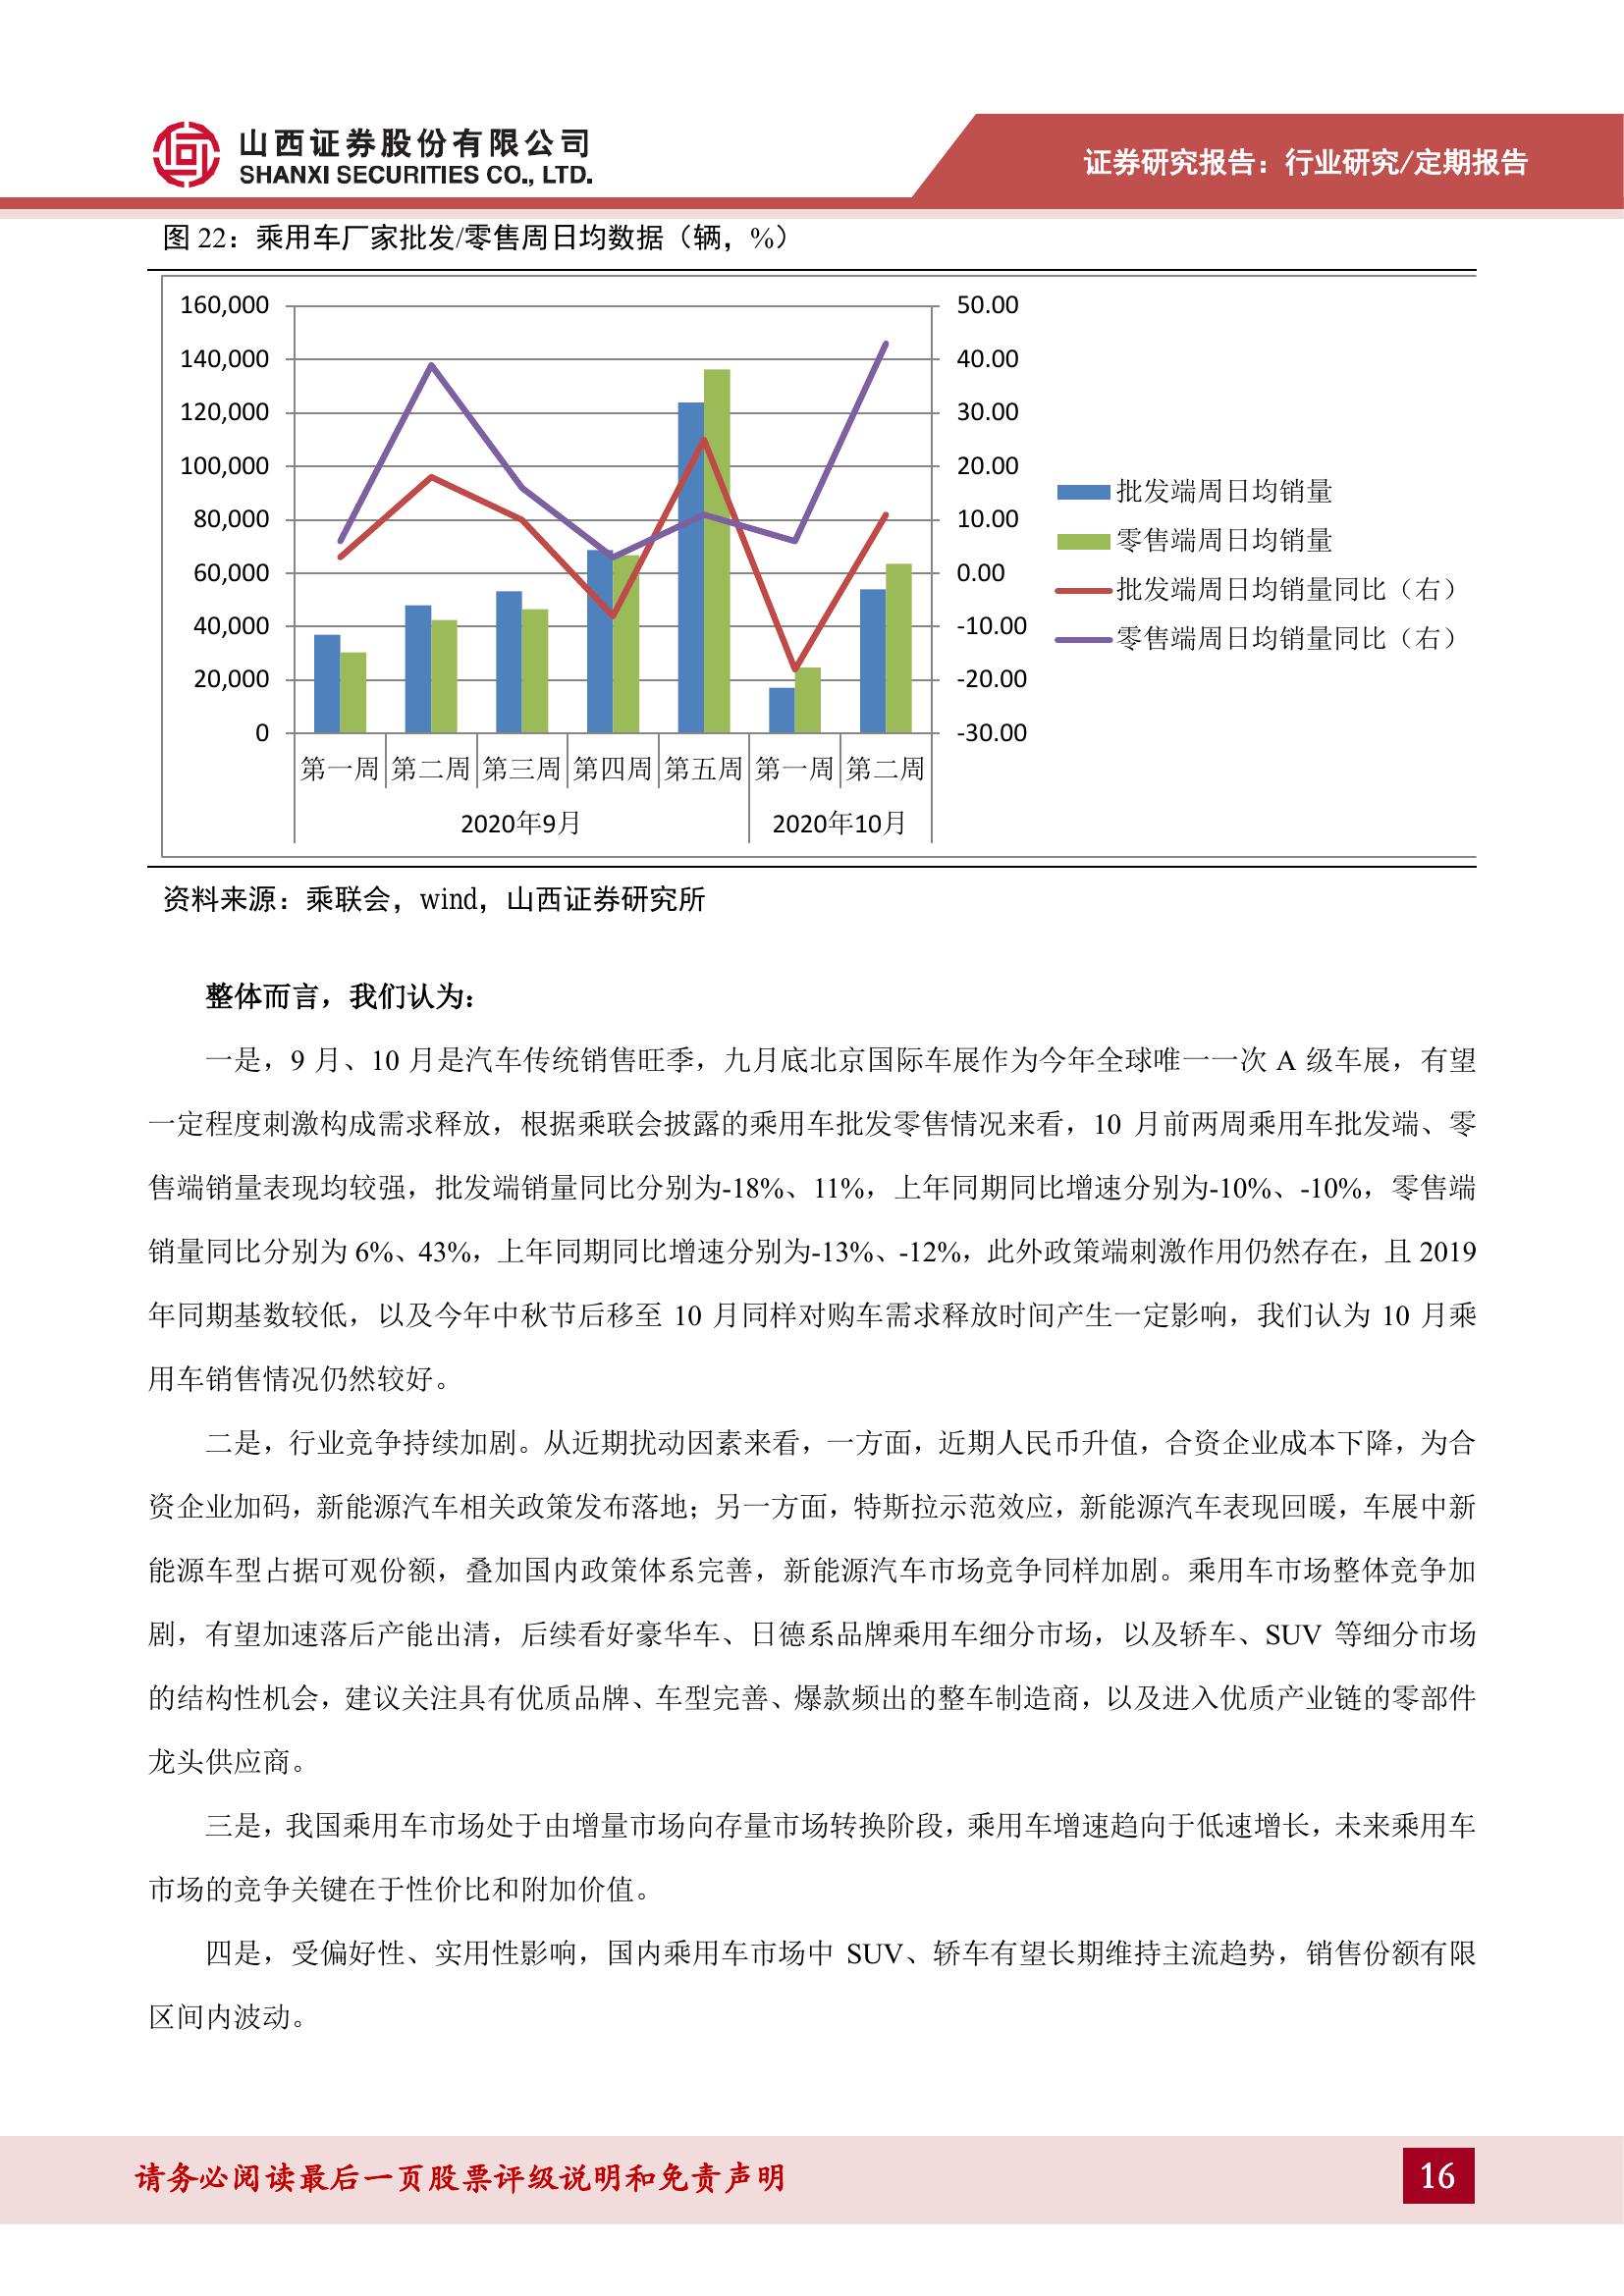 山西证券股份有限公司
SHANXI SECURITIES CO., LTD.
证券研究报告：行业研究/定期报告
图 22：乘用车厂家批发/零售周日均数据（辆，%）
160,000
140,000
120,000
100,000
80,000
60,000
40,000
20,000
0
50.00
40.00
30.00
20.00
10.00
0.00
-10.00
-20.00
-30.00
第一周 第二周 第三周 第四周 第五周 第一周 第二周
2020年9月 2020年10月
批发端周日均销量
零售端周日均销量
批发端周日均销量同比（右）
零售端周日均销量同比（右）
资料来源：乘联会，wind，山西证券研究所
整体而言，我们认为：
一是，9 月、10 月是汽车传统销售旺季，九月底北京国际车展作为今年全球唯一一次 A 级车展，有望
一定程度刺激构成需求释放，根据乘联会披露的乘用车批发零售情况来看，10 月前两周乘用车批发端、零
售端销量表现均较强，批发端销量同比分别为-18%、11%，上年同期同比增速分别为-10%、-10%，零售端
销量同比分别为 6%、43%，上年同期同比增速分别为-13%、-12%，此外政策端刺激作用仍然存在，且 2019
年同期基数较低，以及今年中秋节后移至 10 月同样对购车需求释放时间产生一定影响，我们认为 10 月乘
用车销售情况仍然较好。
二是，行业竞争持续加剧。从近期扰动因素来看，一方面，近期人民币升值，合资企业成本下降，为合
资企业加码，新能源汽车相关政策发布落地；另一方面，特斯拉示范效应，新能源汽车表现回暖，车展中新
能源车型占据可观份额，叠加国内政策体系完善，新能源汽车市场竞争同样加剧。乘用车市场整体竞争加
剧，有望加速落后产能出清，后续看好豪华车、日德系品牌乘用车细分市场，以及轿车、SUV 等细分市场
的结构性机会，建议关注具有优质品牌、车型完善、爆款频出的整车制造商，以及进入优质产业链的零部件
龙头供应商。
三是，我国乘用车市场处于由增量市场向存量市场转换阶段，乘用车增速趋向于低速增长，未来乘用车
市场的竞争关键在于性价比和附加价值。
四是，受偏好性、实用性影响，国内乘用车市场中 SUV、轿车有望长期维持主流趋势，销售份额有限
区间内波动。
请务必阅读最后一页股票评级说明和免责声明
16